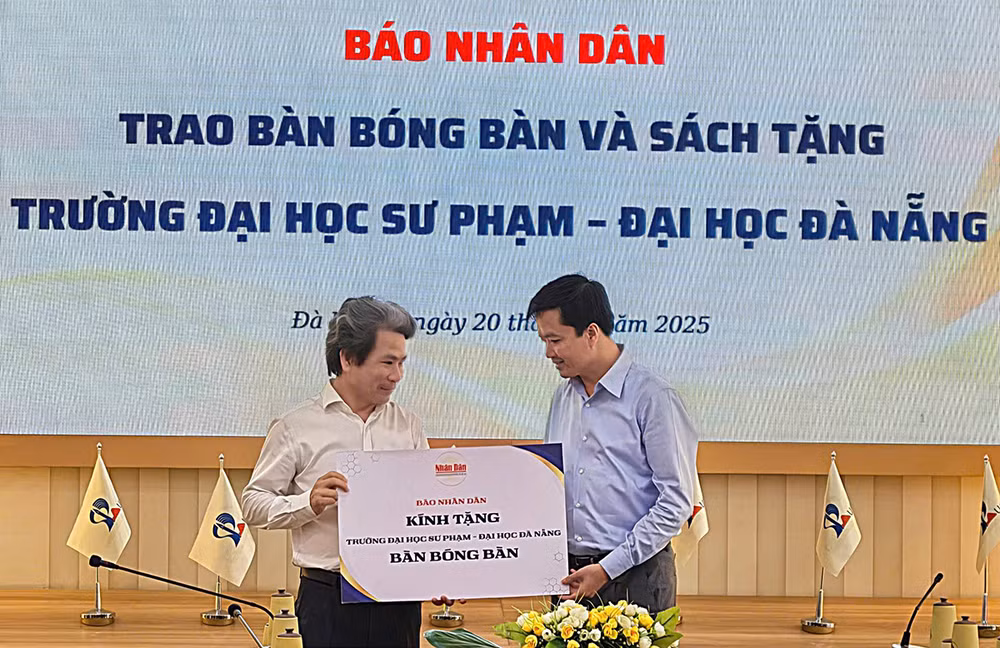 BÁO NHÂN DÂN
TRAO BÀN BÓNG BÀN VÀ SÁCH TẶNG
TRƯỜNG ĐẠI HỌC SƯ PHẠM – ĐẠI HỌC ĐÀ NẴNG
Đà ngày 20 năm 2025
Nhân Dân
BÁO NHÂN DÂN
KÍNH TẶNG
TRƯỜNG ĐẠI HỌC SƯ PHẠM – ĐẠI HỌC ĐÀ NẴNG
BÀN BÓNG BÀN